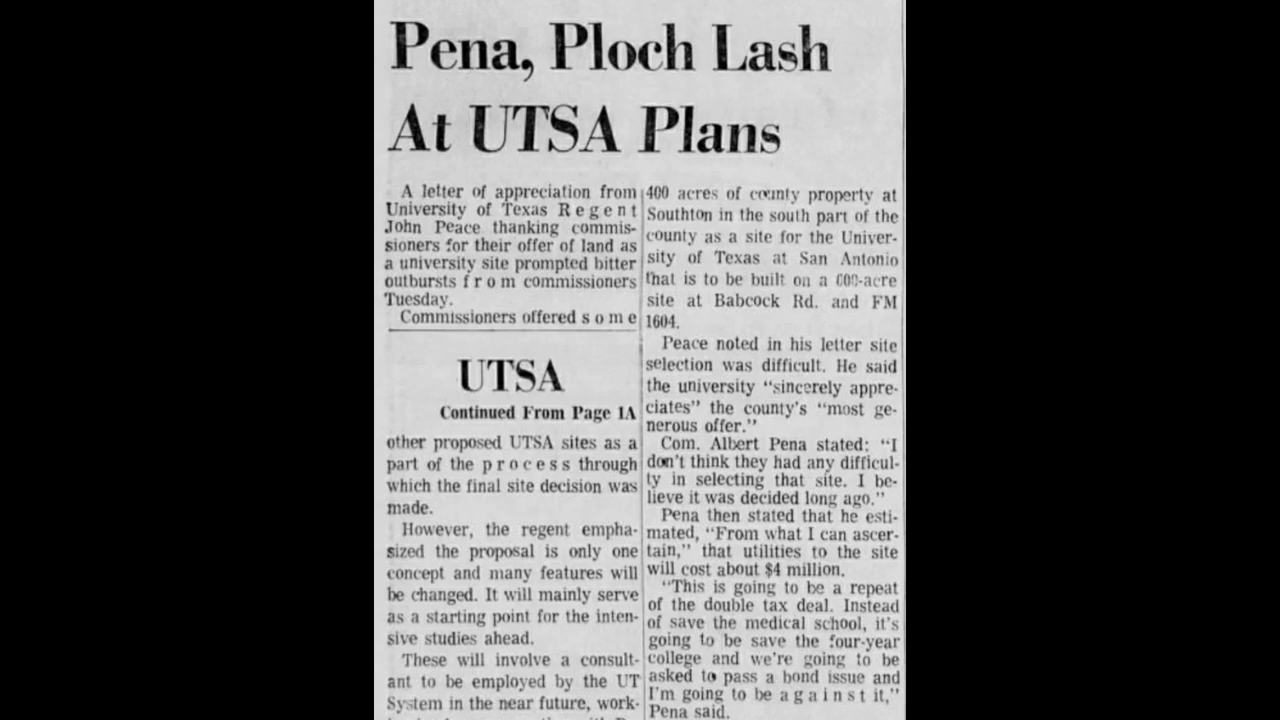 Pena, Ploch Lash
At UTSA Plans
A letter of appreciation from
University of Texas Regent
John Peace thanking commis-
sioners for their offer of land as
a university site prompted bitter
outbursts from commissioners
Tuesday.
Commissioners offered some
400 acres of county property at
Southton in the south part of the
county as a site for the Univer-
sity of Texas at San Antonio
that is to be built on a 600-acre
site at Babcock Rd. and FM
1604.
Peace noted in his letter site
selection was difficult. He said
the university “sincerely appre-
ciates” the county's “most ge-
nerous offer.”
Com. Albert Pena stated: “I
don't think they had any difficul-
ty in selecting that site. I be-
lieve it was decided long ago.”
Pena then stated that he esti-
mated, “From what I can ascer-
tain,” that utilities to the site
will cost about $4 million.
“This is going to be a repeat
of the double tax deal. Instead
of save the medical school, it's
going to be save the four-year
college and we're going to be
asked to pass a bond issue and
I'm going to be against it,”
Pena said.
UTSA
Continued From Page 1A
other proposed UTSA sites as a
part of the process through
which the final site decision was
made.
However, the regent empha-
sized the proposal is only one
concept and many features will
be changed. It will mainly serve
as a starting point for the inten-
sive studies ahead.
These will involve a consult-
ant to be employed by the UT
System in the near future, work-